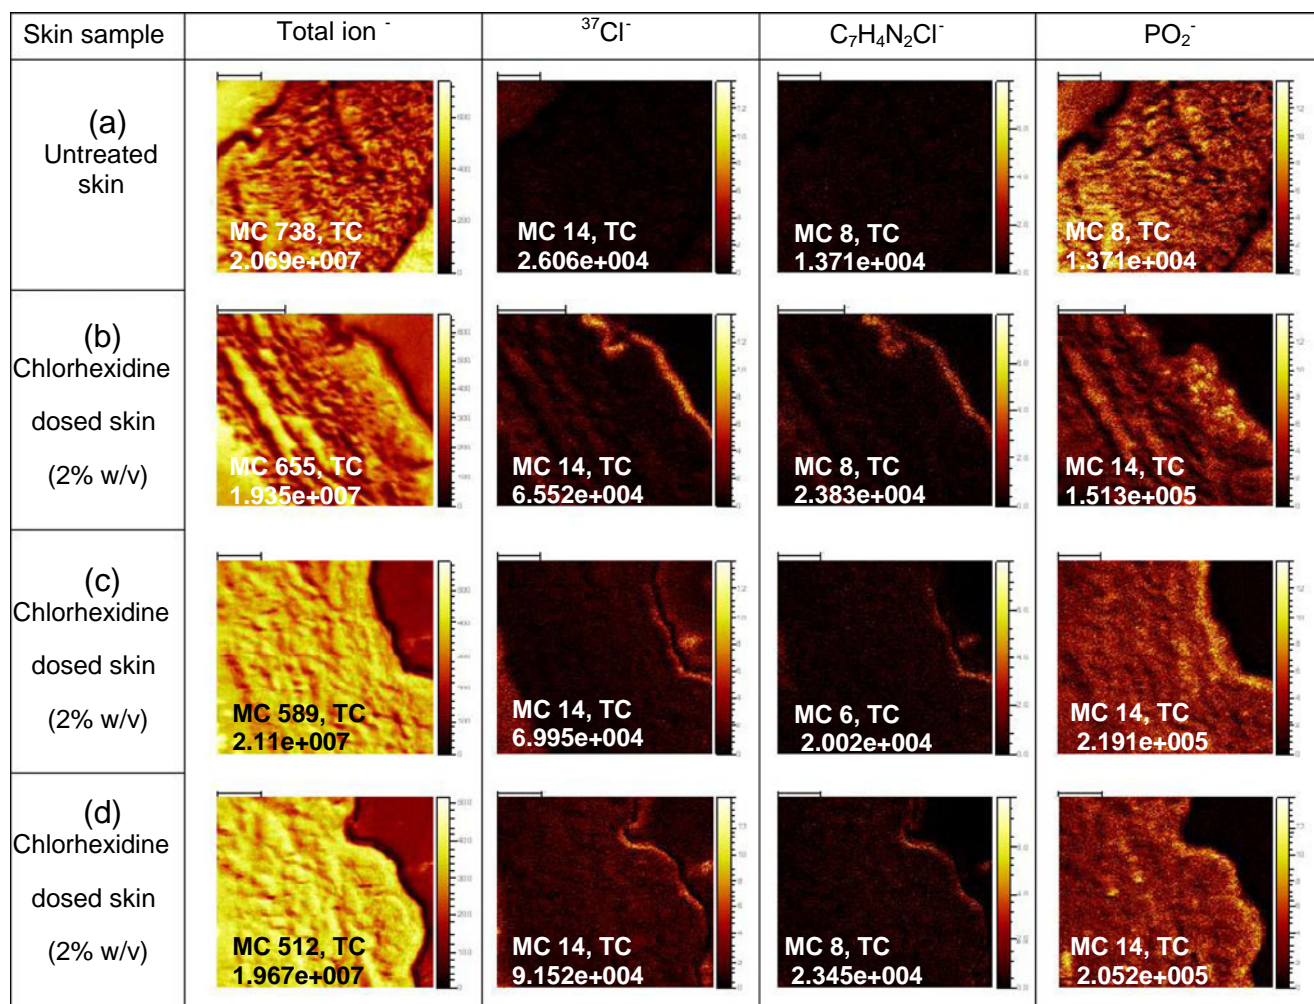 Skin sample
Total ion ⁻
³⁷Cl⁻
C₇H₄N₂Cl⁻
PO₂⁻
(a)
Untreated
skin
MC 738, TC
2.069e+007
MC 14, TC
2.606e+004
MC 8, TC
1.371e+004
MC 8, TC
1.371e+004
(b)
Chlorhexidine
dosed skin
(2% w/v)
MC 655, TC
1.935e+007
MC 14, TC
6.552e+004
MC 8, TC
2.383e+004
MC 14, TC
1.513e+005
(c)
Chlorhexidine
dosed skin
(2% w/v)
MC 589, TC
2.11e+007
MC 14, TC
6.995e+004
MC 6, TC
2.002e+004
MC 14, TC
2.191e+005
(d)
Chlorhexidine
dosed skin
(2% w/v)
MC 512, TC
1.967e+007
MC 14, TC
9.152e+004
MC 8, TC
2.345e+004
MC 14, TC
2.052e+005